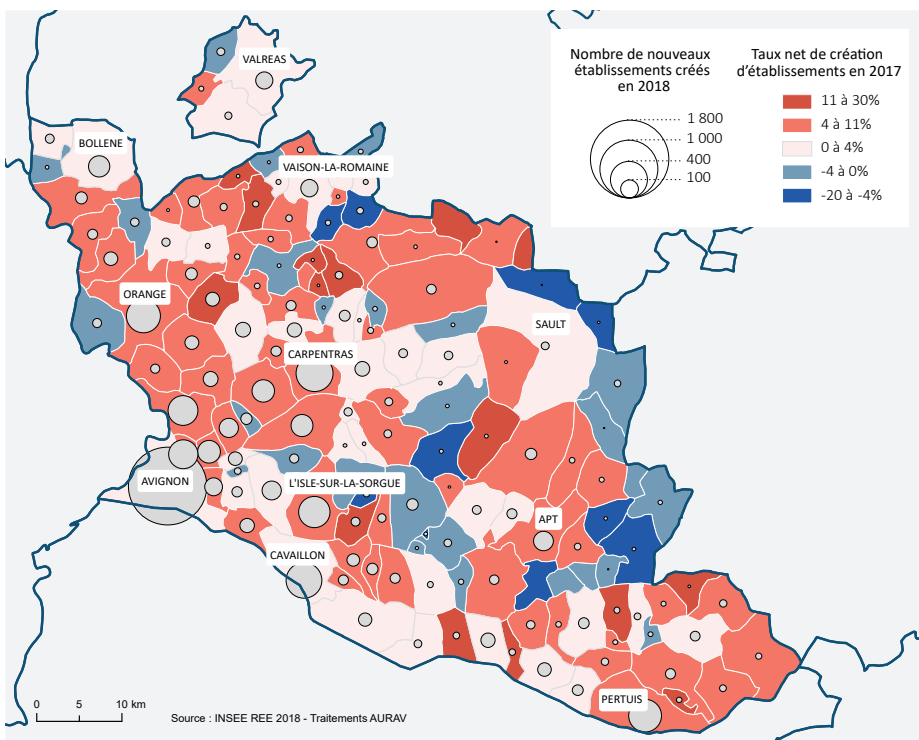 Nombre de nouveaux
établissements créés
en 2018
1 800
1 000
400
100
Taux net de création
d'établissements en 2017
11 à 30%
4 à 11%
0 à 4%
-4 à 0%
-20 à -4%
VALREAS
BOLLENE
VAISON-LA-ROMAINE
ORANGE
SAULT
CARPENTRAS
AVIGNON
L'ISLE-SUR-LA-SORGUE
APT
CAVAILLON
PERTUIS
0 5 10 km
Source : INSEE REE 2018 - Traitements AURAV